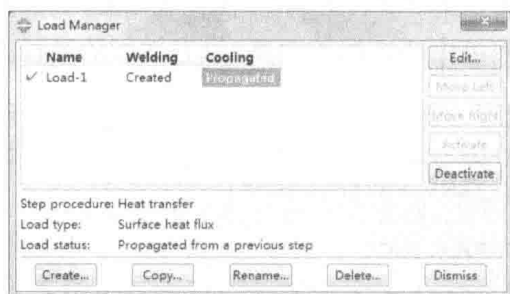 Load Manager
Name Welding Cooling
✓ Load-1 Created Propagated
Edit...
Move Left
Move Right
Activate
Deactivate
Step procedure: Heat transfer
Load type: Surface heat flux
Load status: Propagated from a previous step
Create... Copy... Rename... Delete... Dismiss